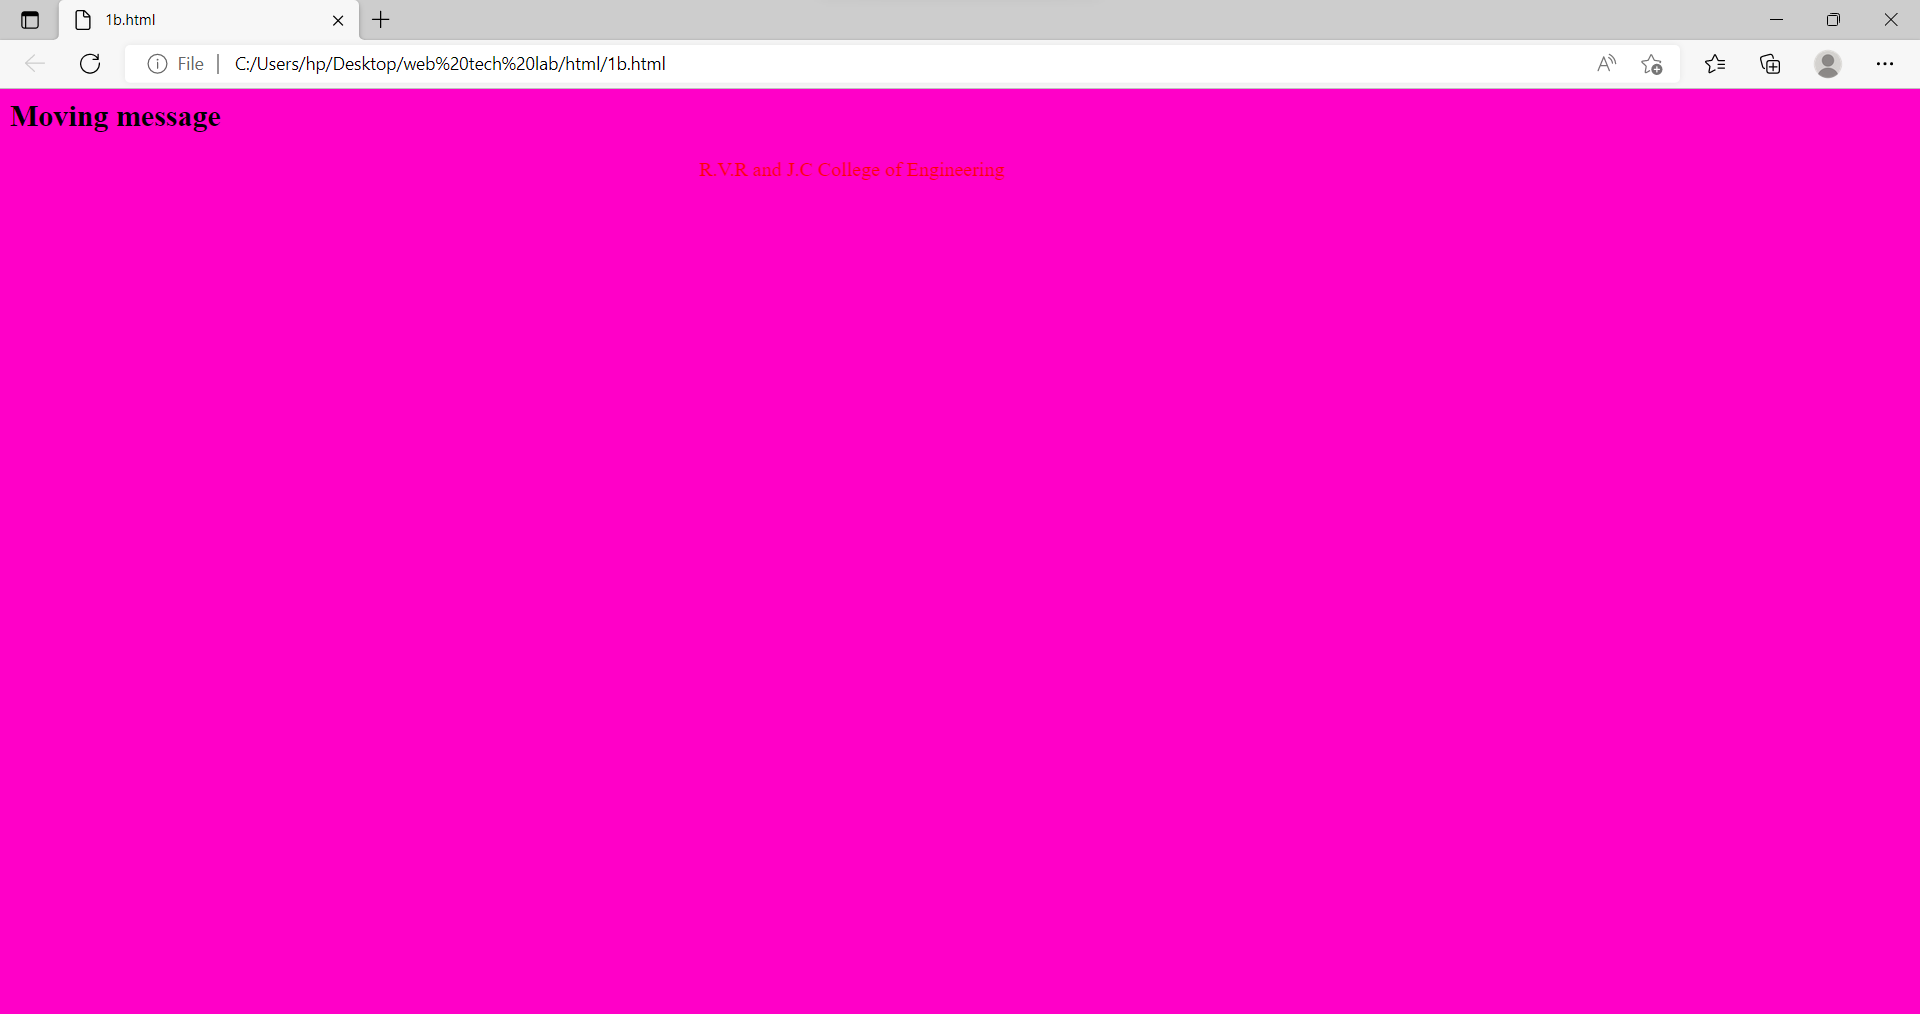 1b.html
File C:/Users/hp/Desktop/web%20tech%20lab/html/1b.html
Moving message
R.V.R and J.C College of Engineering